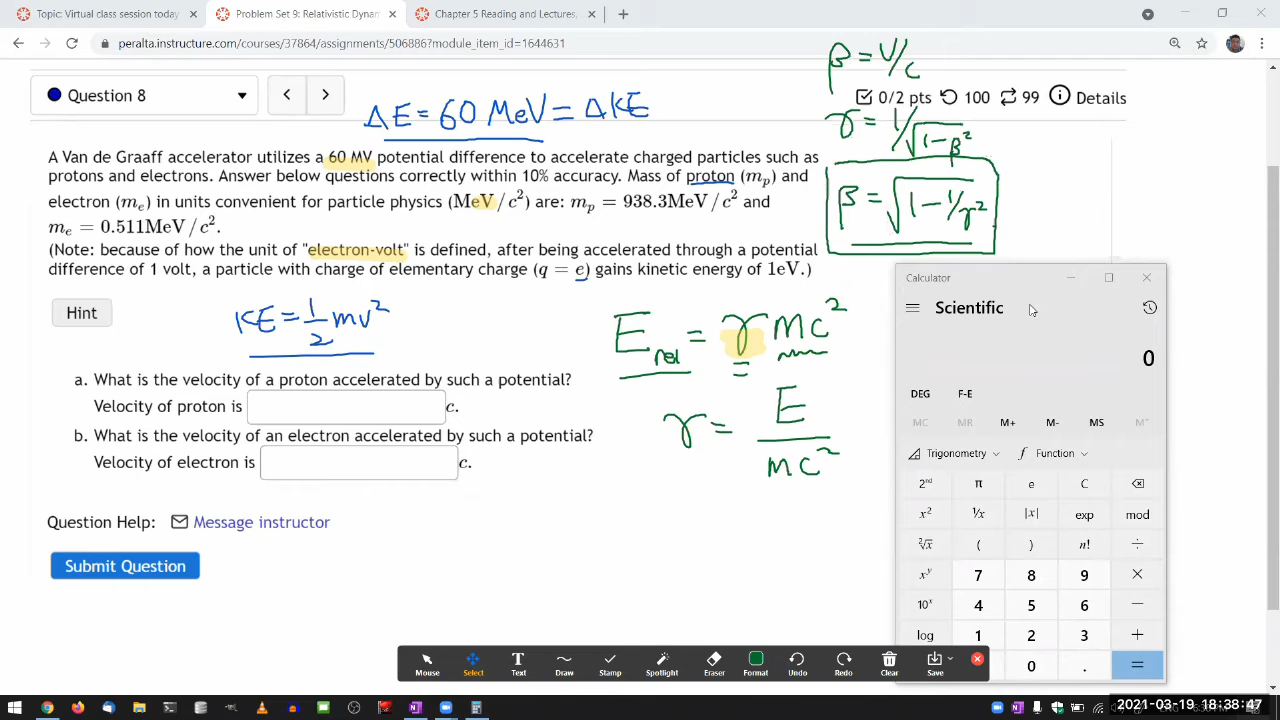 Topic: Virtual class session today
Problem Set 9: Relativistic Dynam
Chapter 5 Reading and Lectures,
peralta.instructure.com/courses/37864/assignments/506886?module_item_id=1644631
Question 8
0/2 pts 100 99 Details
ΔE = 60 MeV = ΔKE
β = v/c
γ = 1/√(1-β²)
β = √(1 - 1/γ²)
A Van de Graaff accelerator utilizes a 60 MV potential difference to accelerate charged particles such as
protons and electrons. Answer below questions correctly within 10% accuracy. Mass of proton (m_p) and
electron (m_e) in units convenient for particle physics (MeV/c²) are: m_p = 938.3MeV/c² and
m_e = 0.511MeV/c².
(Note: because of how the unit of "electron-volt" is defined, after being accelerated through a potential
difference of 1 volt, a particle with charge of elementary charge (q = e) gains kinetic energy of 1eV.)
Hint
KE = 1/2 mv²
E_rel = γ mc²
γ = E / mc²
a. What is the velocity of a proton accelerated by such a potential?
Velocity of proton is c.
b. What is the velocity of an electron accelerated by such a potential?
Velocity of electron is c.
Question Help: Message instructor
Submit Question
Calculator
Scientific
0
DEG F-E
MC MR M+ M- MS M˅
Trigonometry Function
2ⁿᵈ π e C
x² ¹/x |x| exp mod
²√x ( ) n! ÷
xʸ 7 8 9 ×
10ˣ 4 5 6 −
log 1 2 3 +
0 . =
Mouse Select Text Draw Stamp Spotlight Eraser Format Undo Redo Clear Save
2021-03-19 18:38:47